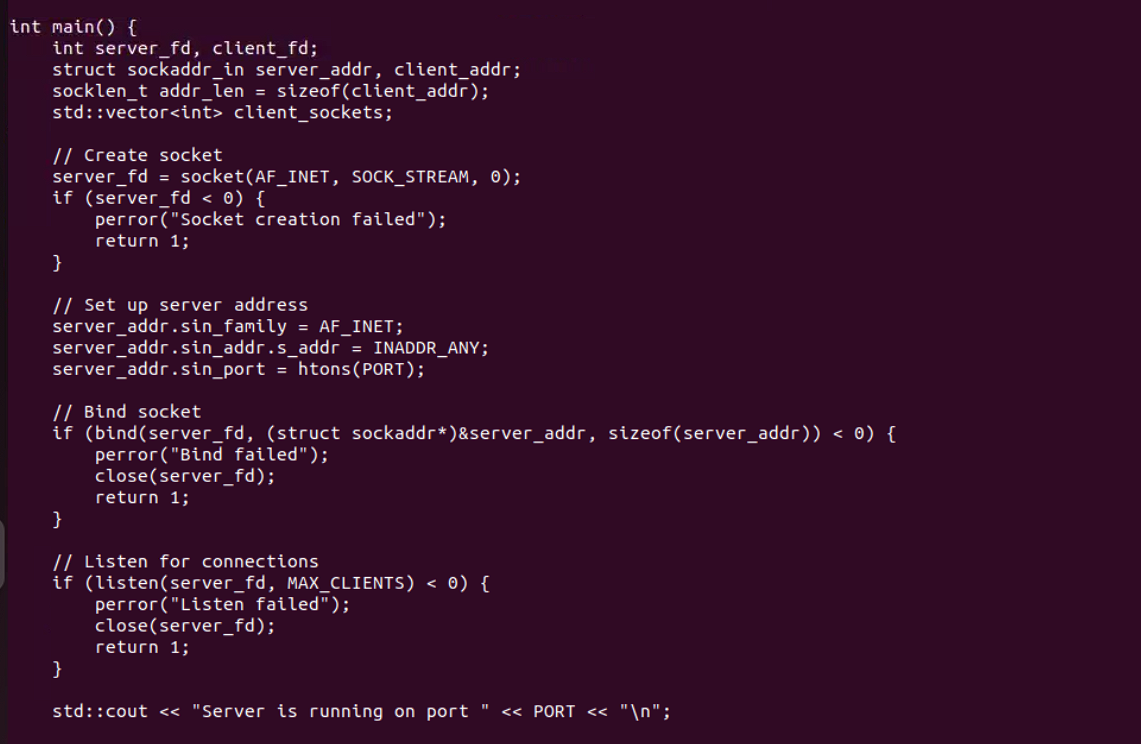 int main() {
    int server_fd, client_fd;
    struct sockaddr_in server_addr, client_addr;
    socklen_t addr_len = sizeof(client_addr);
    std::vector<int> client_sockets;

    // Create socket
    server_fd = socket(AF_INET, SOCK_STREAM, 0);
    if (server_fd < 0) {
        perror("Socket creation failed");
        return 1;
    }

    // Set up server address
    server_addr.sin_family = AF_INET;
    server_addr.sin_addr.s_addr = INADDR_ANY;
    server_addr.sin_port = htons(PORT);

    // Bind socket
    if (bind(server_fd, (struct sockaddr*)&server_addr, sizeof(server_addr)) < 0) {
        perror("Bind failed");
        close(server_fd);
        return 1;
    }

    // Listen for connections
    if (listen(server_fd, MAX_CLIENTS) < 0) {
        perror("Listen failed");
        close(server_fd);
        return 1;
    }

    std::cout << "Server is running on port " << PORT << "\n";